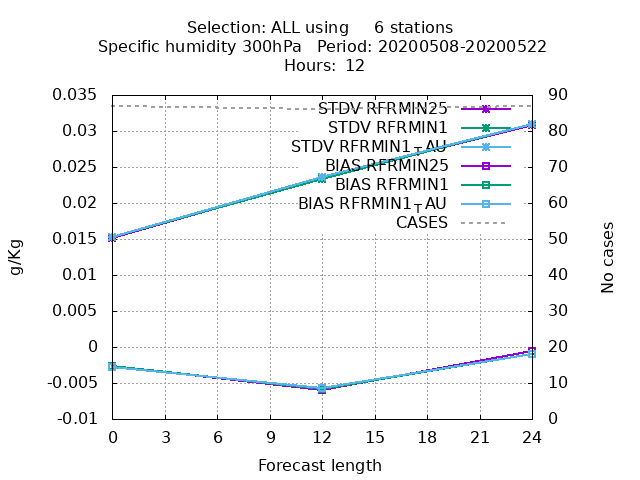 Selection: ALL using     6 stations
Specific humidity 300hPa   Period: 20200508-20200522
Hours: 12
0.035
0.03
0.025
0.02
0.015
0.01
0.005
0
-0.005
-0.01
g/Kg
STDV RFRMIN25
STDV RFRMIN1
STDV RFRMIN1┬AU
BIAS RFRMIN25
BIAS RFRMIN1
BIAS RFRMIN1┬AU
CASES
90
80
70
60
50
40
30
20
10
0
No cases
0 3 6 9 12 15 18 21 24
Forecast length